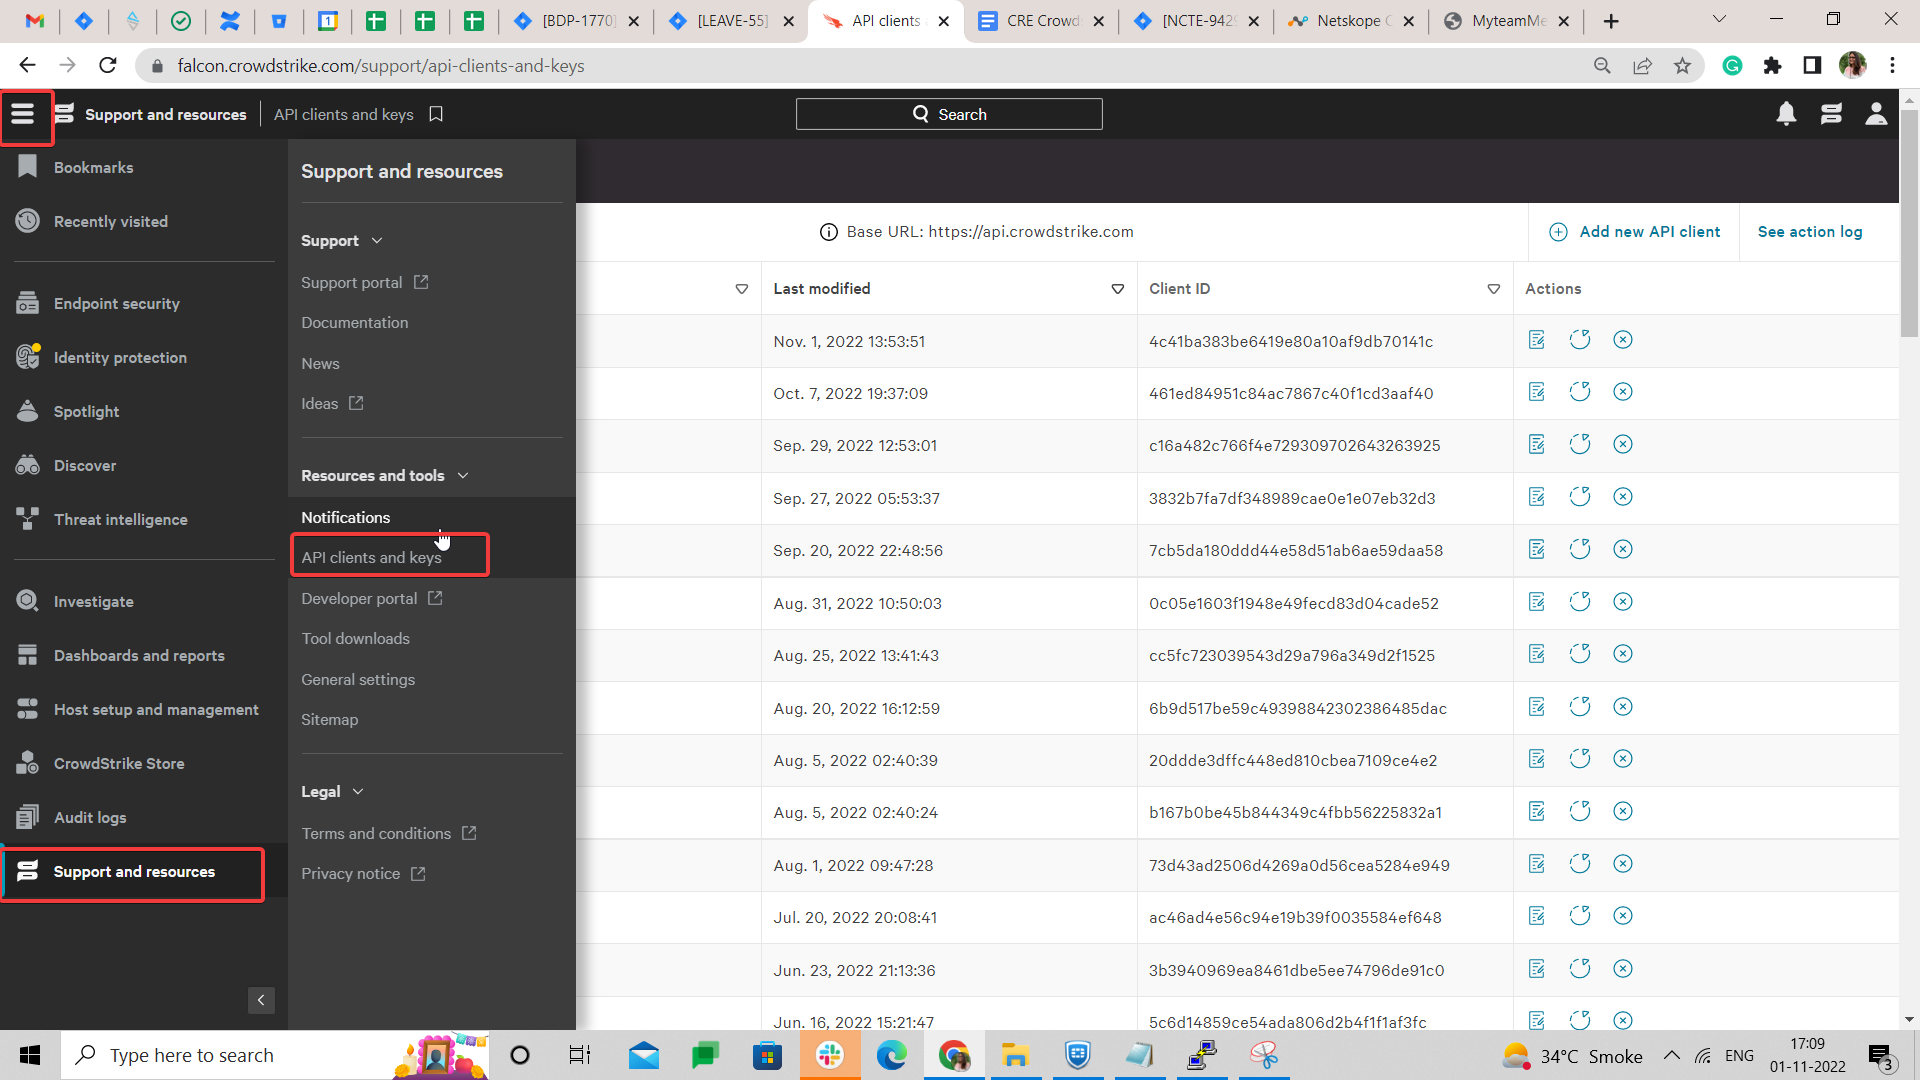 [BDP-1770]
[LEAVE-55]
API clients
CRE Crowd
[NCTE-9429
Netskope C
MyteamMe
falcon.crowdstrike.com/support/api-clients-and-keys
Support and resources
API clients and keys
Search
Bookmarks
Recently visited
Endpoint security
Identity protection
Spotlight
Discover
Threat intelligence
Investigate
Dashboards and reports
Host setup and management
CrowdStrike Store
Audit logs
Support and resources
Support and resources
Support
Support portal
Documentation
News
Ideas
Resources and tools
Notifications
API clients and keys
Developer portal
Tool downloads
General settings
Sitemap
Legal
Terms and conditions
Privacy notice
Base URL: https://api.crowdstrike.com
Add new API client
See action log
Last modified Client ID Actions
Nov. 1, 2022 13:53:51 4c41ba383be6419e80a10af9db70141c
Oct. 7, 2022 19:37:09 461ed84951c84ac7867c40f1cd3aaf40
Sep. 29, 2022 12:53:01 c16a482c766f4e729309702643263925
Sep. 27, 2022 05:53:37 3832b7fa7df348989cae0e1e07eb32d3
Sep. 20, 2022 22:48:56 7cb5da180ddd44e58d51ab6ae59daa58
Aug. 31, 2022 10:50:03 0c05e1603f1948e49fecd83d04cade52
Aug. 25, 2022 13:41:43 cc5fc723039543d29a796a349d2f1525
Aug. 20, 2022 16:12:59 6b9d517be59c49398842302386485dac
Aug. 5, 2022 02:40:39 20ddde3dffc448ed810cbea7109ce4e2
Aug. 5, 2022 02:40:24 b167b0be45b844349c4fbb56225832a1
Aug. 1, 2022 09:47:28 73d43ad2506d4269a0d56cea5284e949
Jul. 20, 2022 20:08:41 ac46ad4e56c94e19b39f0035584ef648
Jun. 23, 2022 21:13:36 3b3940969ea8461dbe5ee74796de91c0
Jun. 16, 2022 15:21:47 5c6d14859ce54ada806d2b4f1f1af3fc
Type here to search
34°C Smoke
ENG
17:09
01-11-2022
3